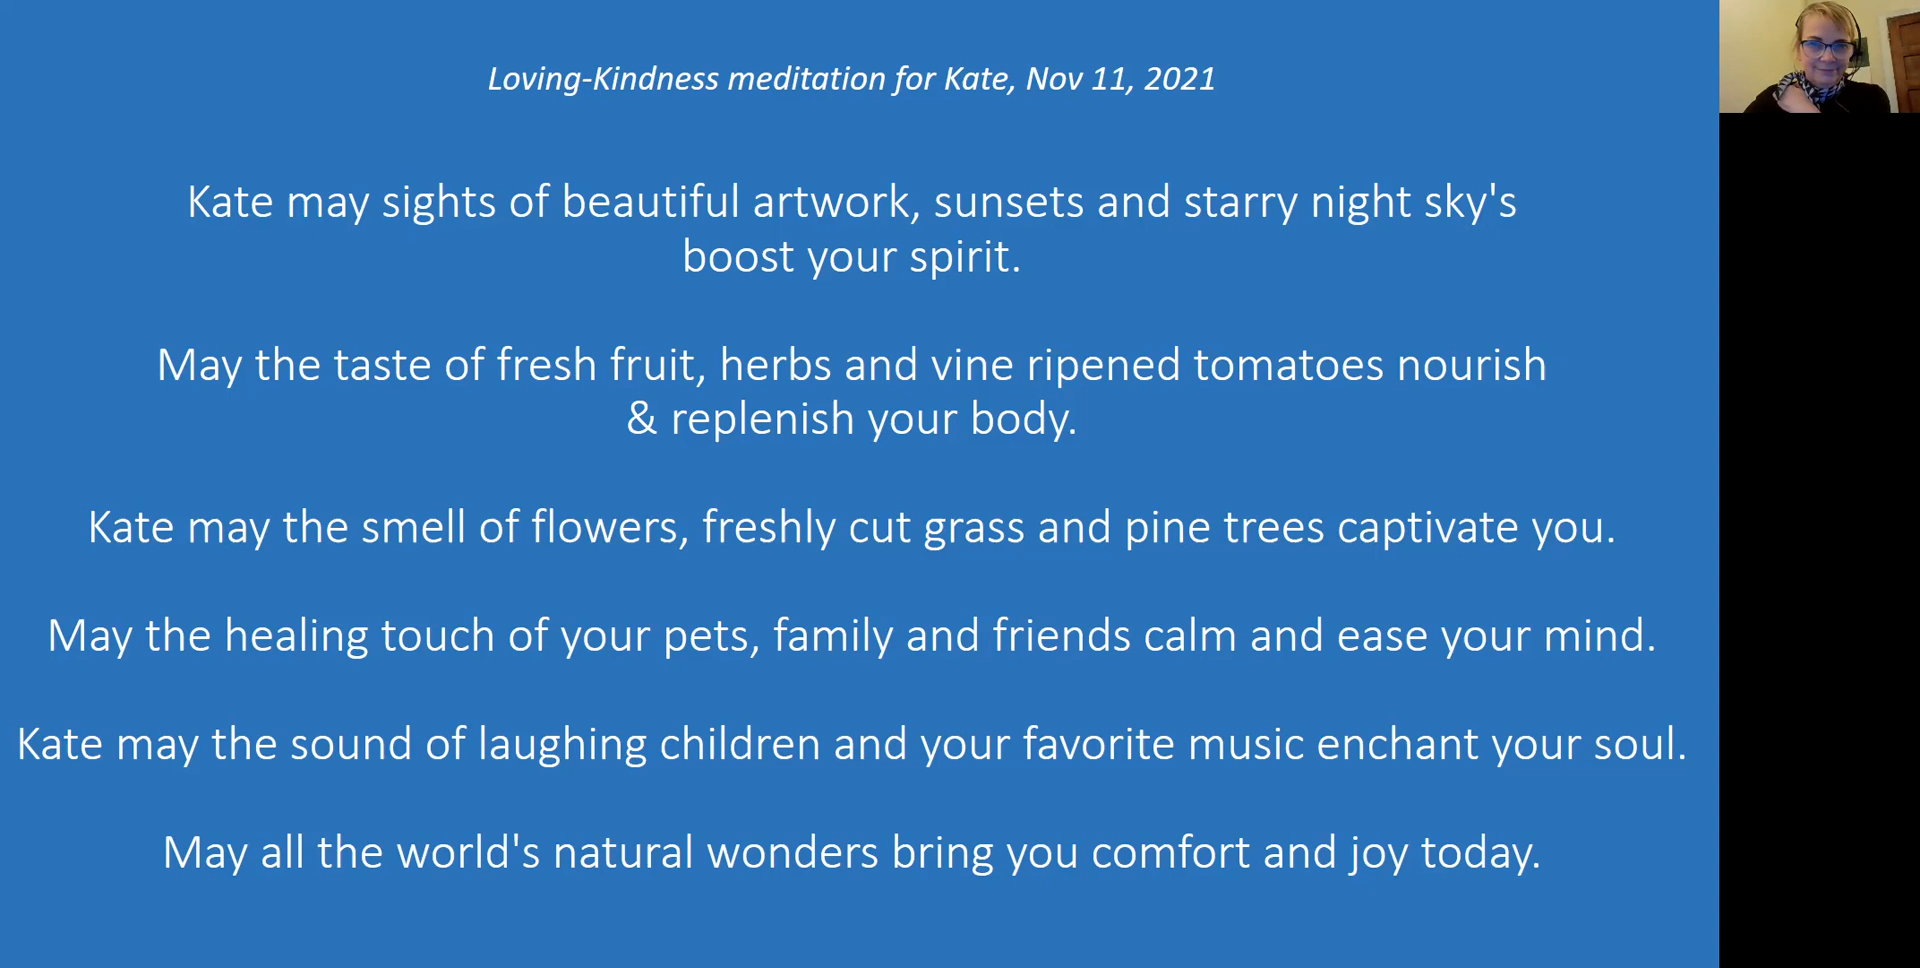 Loving-Kindness meditation for Kate, Nov 11, 2021
Kate may sights of beautiful artwork, sunsets and starry night sky's
boost your spirit.
May the taste of fresh fruit, herbs and vine ripened tomatoes nourish
& replenish your body.
Kate may the smell of flowers, freshly cut grass and pine trees captivate you.
May the healing touch of your pets, family and friends calm and ease your mind.
Kate may the sound of laughing children and your favorite music enchant your soul.
May all the world's natural wonders bring you comfort and joy today.